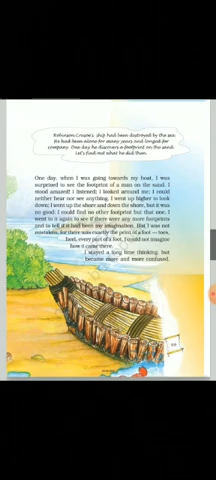 Robinson Crusoe's ship had been destroyed by the sea.
He had been alone for many years and longed for
company. One day he discovers a footprint on the sand.
Let's find out what he did then.
One day, when I was going towards my boat, I was
surprised to see the footprint of a man on the sand. I
stood amazed! I listened; I looked around me; I could
neither hear nor see anything. I went up higher to look
down; I went up the shore and down the shore, but it was
no good; I could find no other footprint but that one. I
went to it again to see if there were any more footprints
and to tell if it had been my imagination. But I was not
mistaken, for there was exactly the print of a foot — toes,
heel, every part of a foot. I could not imagine
how it came there.
I stayed a long time thinking, but
became more and more confused.